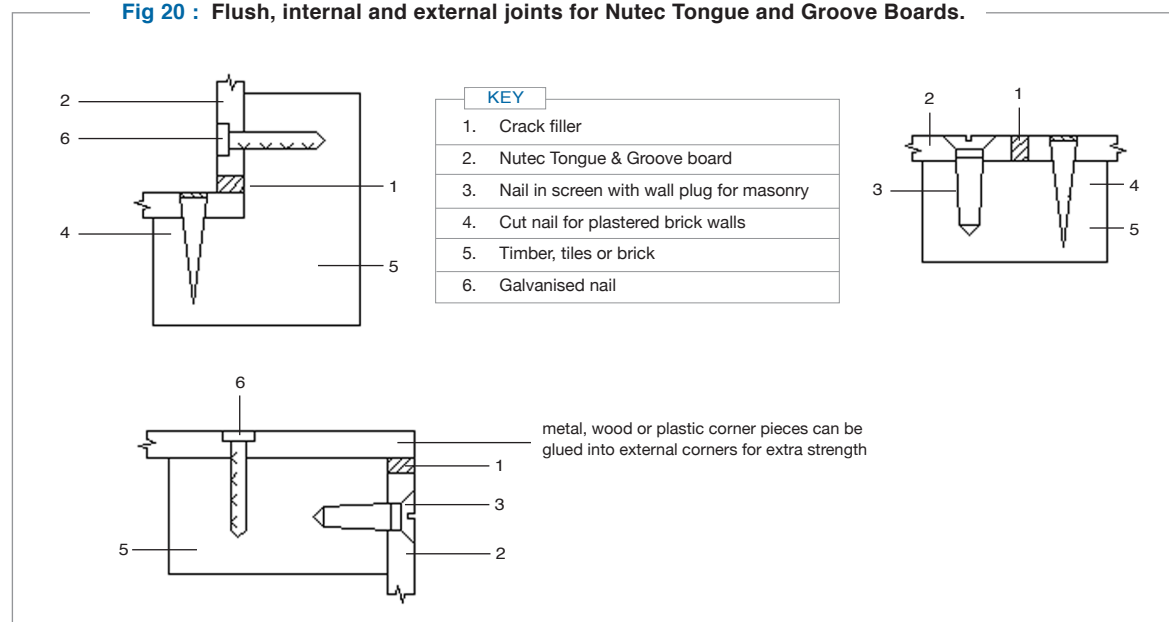 Fig 20 : Flush, internal and external joints for Nutec Tongue and Groove Boards.
2
6
1
4
5
KEY
1. Crack filler
2. Nutec Tongue & Groove board
3. Nail in screen with wall plug for masonry
4. Cut nail for plastered brick walls
5. Timber, tiles or brick
6. Galvanised nail
2
1
3
4
5
6
metal, wood or plastic corner pieces can be
glued into external corners for extra strength
1
3
5
2